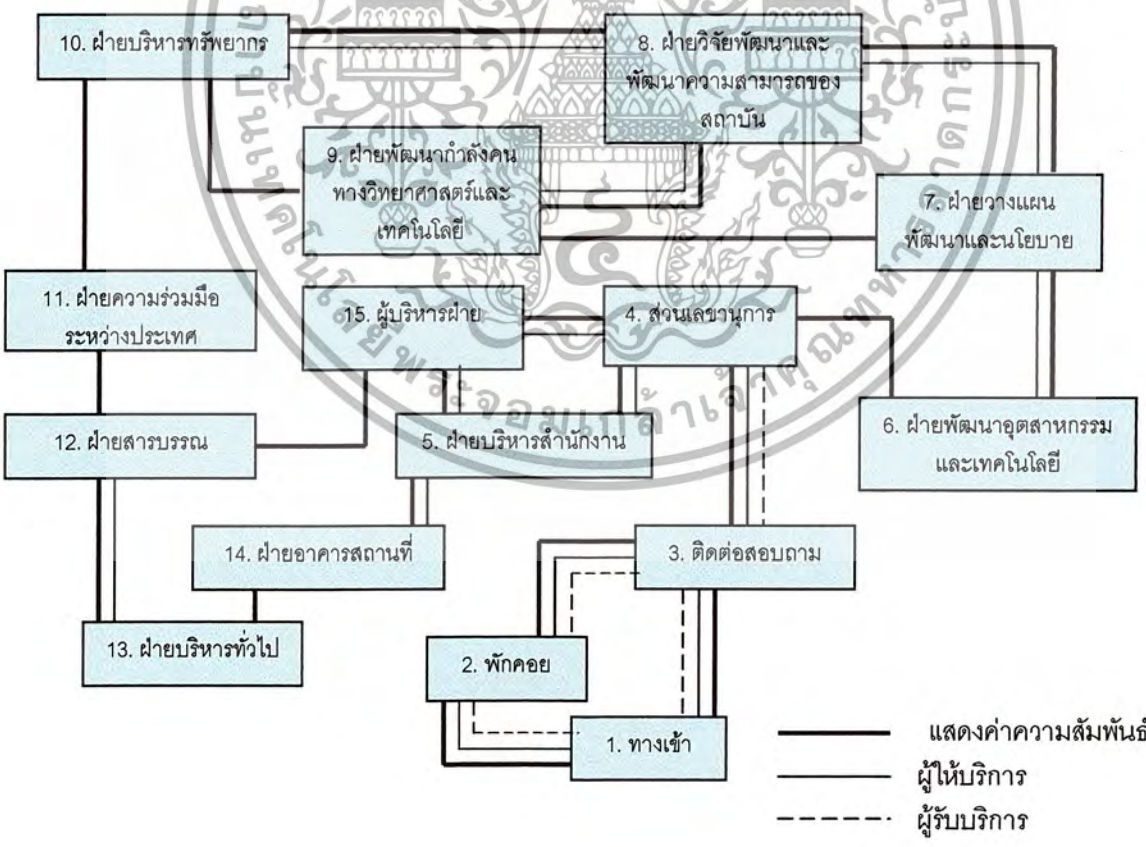 10. ฝ่ายบริหารทรัพยากร
8. ฝ่ายวิจัยพัฒนาและ
พัฒนาความสามารถของ
สถาบัน
9. ฝ่ายพัฒนากำลังคน
ทางวิทยาศาสตร์และ
เทคโนโลยี
7. ฝ่ายวางแผน
พัฒนาและนโยบาย
11. ฝ่ายความร่วมมือ
ระหว่างประเทศ
15. ผู้บริหารฝ่าย
4. ส่วนเลขานุการ
12. ฝ่ายสารบรรณ
5. ฝ่ายบริหารสำนักงาน
6. ฝ่ายพัฒนาอุตสาหกรรม
และเทคโนโลยี
14. ฝ่ายอาคารสถานที่
3. ติดต่อสอบถาม
13. ฝ่ายบริหารทั่วไป
2. พักคอย
1. ทางเข้า
แสดงค่าความสัมพันธ์
ผู้ให้บริการ
ผู้รับบริการ